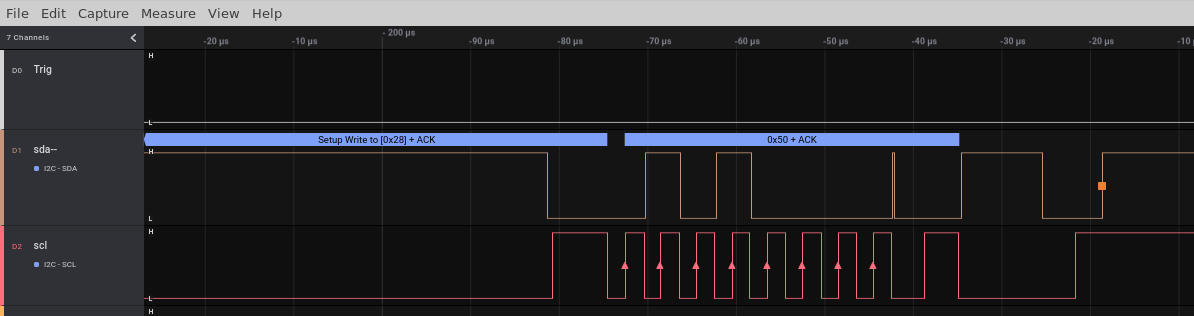 File Edit Capture Measure View Help
7 Channels
-20 µs -10 µs - 200 µs -90 µs -80 µs -70 µs -60 µs -50 µs -40 µs -30 µs -20 µs -10
D0 Trig
H
L
Setup Write to [0x28] + ACK 0x50 + ACK
D1 sda--
H
I2C - SDA
L
H
D2 scl
I2C - SCL
L
H